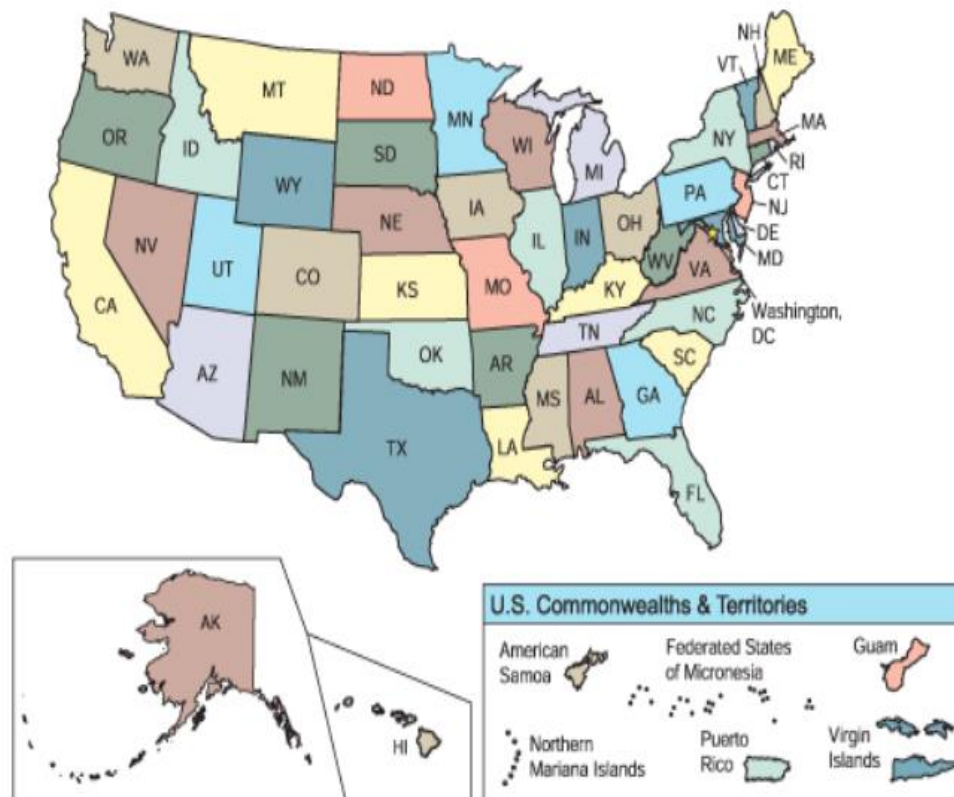 NH
VT
ME
WA
MT
ND
MN
OR
ID
SD
WI
MI
NY
MA
RI
CT
NJ
WY
PA
IA
NE
OH
DE
MD
NV
UT
CO
IL
IN
WV
VA
CA
KS
MO
KY
Washington,
DC
NC
TN
OK
AR
SC
AZ
NM
MS
AL
GA
TX
LA
FL
AK
HI
U.S. Commonwealths & Territories
American
Samoa
Federated States
of Micronesia
Guam
Northern
Mariana Islands
Puerto
Rico
Virgin
Islands